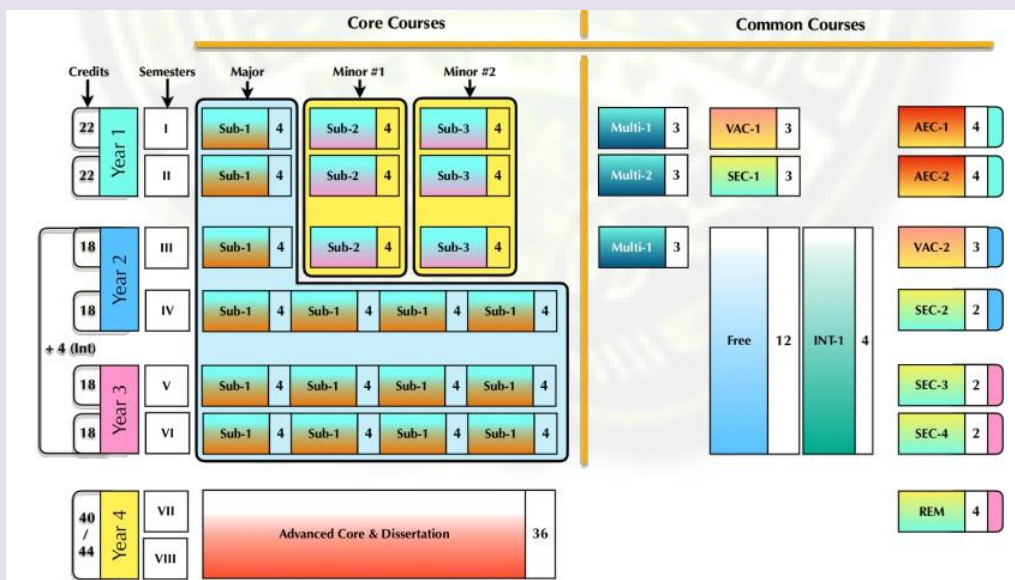 Core Courses
Common Courses
Credits Semesters Major Minor #1 Minor #2
22 Year 1 I Sub-1 4 Sub-2 4 Sub-3 4 Multi-1 3 VAC-1 3 AEC-1 4
22 II Sub-1 4 Sub-2 4 Sub-3 4 Multi-2 3 SEC-1 3 AEC-2 4
18 Year 2 III Sub-1 4 Sub-2 4 Sub-3 4 Multi-1 3 VAC-2 3
18 IV Sub-1 4 Sub-1 4 Sub-1 4 Sub-1 4 SEC-2 2
+ 4 (Int) Free 12 INT-1 4
18 Year 3 V Sub-1 4 Sub-1 4 Sub-1 4 Sub-1 4 SEC-3 2
18 VI Sub-1 4 Sub-1 4 Sub-1 4 Sub-1 4 SEC-4 2
40 / 44 Year 4 VII Advanced Core & Dissertation 36 REM 4
VIII